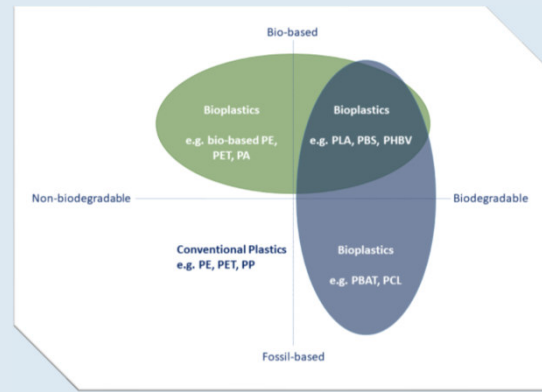 Bio-based
Bioplastics
e.g. bio-based PE,
PET, PA
Bioplastics
e.g. PLA, PBS, PHBV
Non-biodegradable
Biodegradable
Conventional Plastics
e.g. PE, PET, PP
Bioplastics
e.g. PBAT, PCL
Fossil-based